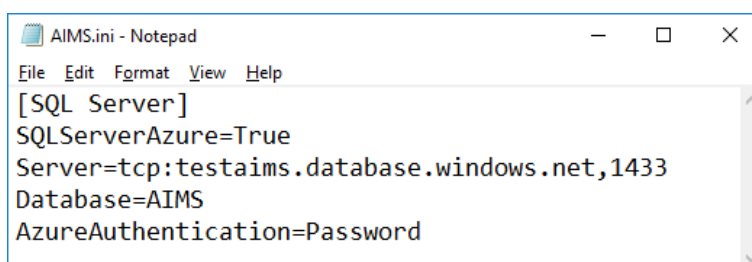 AIMS.ini - Notepad
File Edit Format View Help
[SQL Server]
SQLServerAzure=True
Server=tcp:testaims.database.windows.net,1433
Database=AIMS
AzureAuthentication=Password